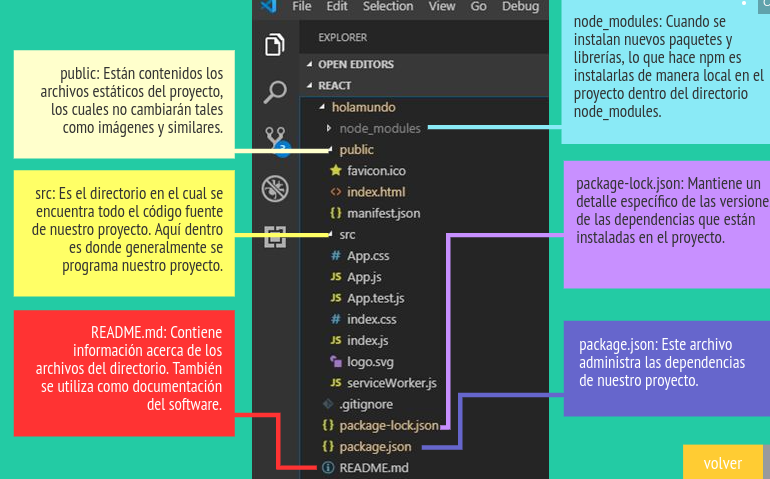 File Edit Selection View Go Debug
EXPLORER
OPEN EDITORS
REACT
holamundo
node_modules
public
favicon.ico
index.html
manifest.json
src
App.css
App.js
App.test.js
index.css
index.js
logo.svg
serviceWorker.js
.gitignore
package-lock.json
package.json
README.md
public: Están contenidos los
archivos estáticos del proyecto,
los cuales no cambiarán tales
como imágenes y similares.
src: Es el directorio en el cual se
encuentra todo el código fuente
de nuestro proyecto. Aquí dentro
es donde generalmente se
programa nuestro proyecto.
README.md: Contiene
información acerca de los
archivos del directorio. También
se utiliza como documentación
del software.
node_modules: Cuando se
instalan nuevos paquetes y
librerías, lo que hace npm es
instalarlas de manera local en el
proyecto dentro del directorio
node_modules.
package-lock.json: Mantiene un
detalle específico de las versione
de las dependencias que están
instaladas en el proyecto.
package.json: Este archivo
administra las dependencias
de nuestro proyecto.
volver